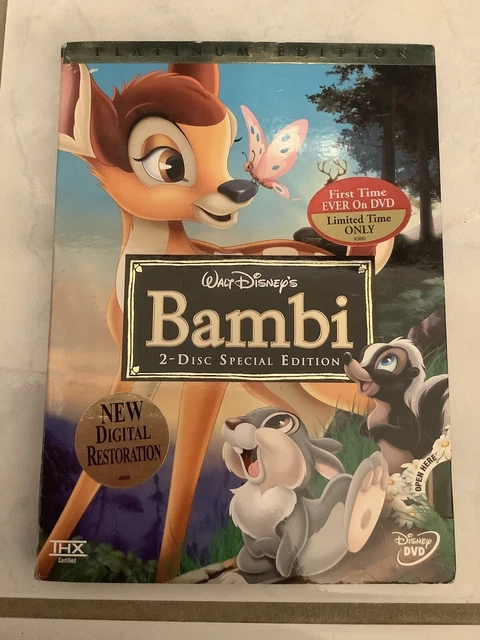 PLATINUM EDITION
First Time
EVER On DVD
Limited Time
ONLY
WALT DISNEY'S
Bambi
2-DISC SPECIAL EDITION
NEW
DIGITAL
RESTORATION
OPEN HERE
THX
Certified
DISNEY
DVD